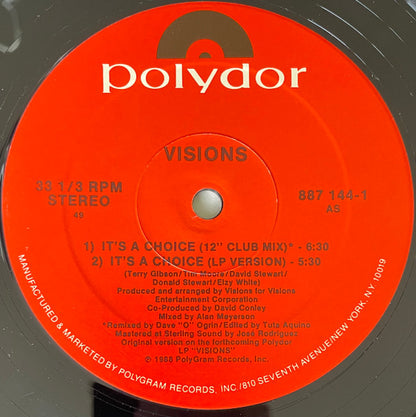 polydor
VISIONS
33 1/3 RPM
STEREO
49
887 144-1
AS
1) IT'S A CHOICE (12" CLUB MIX)* - 6:30
2) IT'S A CHOICE (LP VERSION) - 5:30
(Terry Gibson/Tim Moore/David Stewart/
Donald Stewart/Elzy White)
Produced and arranged by Visions for Visions
Entertainment Corporation
Co-Produced by David Conley
Mixed by Alan Meyerson
*Remixed by Dave "O" Ogrin/Edited by Tuta Aquino
Mastered at Sterling Sound by José Rodriguez
Original version on the forthcoming Polydor
LP "VISIONS"
℗ 1988 PolyGram Records, Inc.
MANUFACTURED & MARKETED BY POLYGRAM RECORDS, INC./810 SEVENTH AVENUE/NEW YORK, N.Y. 10019